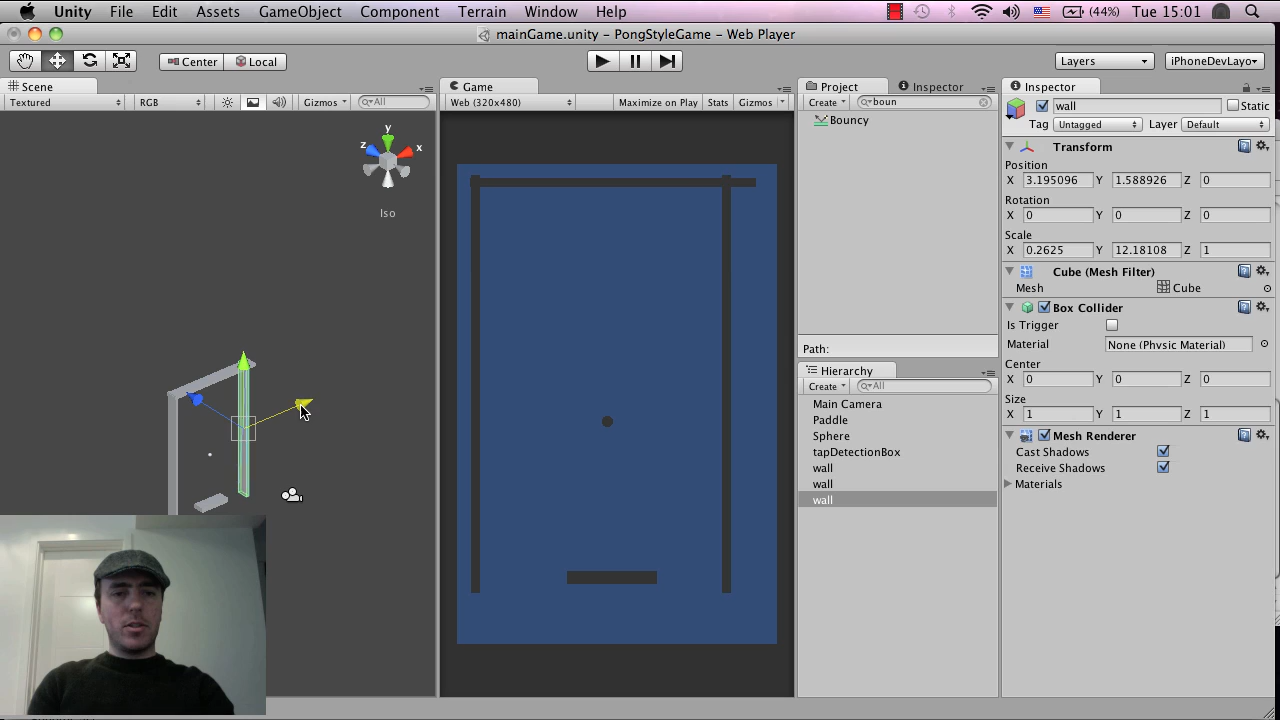 Unity File Edit Assets GameObject Component Terrain Window Help (44%) Tue 15:01
mainGame.unity - PongStyleGame - Web Player
Center Local Layers iPhoneDevLayo
Scene
Textured RGB Gizmos All
y
z x
Iso
Game
Web (320x480) Maximize on Play Stats Gizmos
Project Inspector
Create boun
Bouncy
Path:
Hierarchy
Create All
Main Camera
Paddle
Sphere
tapDetectionBox
wall
wall
wall
Inspector
wall Static
Tag Untagged Layer Default
Transform
Position
X 3.195096 Y 1.588926 Z 0
Rotation
X 0 Y 0 Z 0
Scale
X 0.2625 Y 12.18108 Z 1
Cube (Mesh Filter)
Mesh Cube
Box Collider
Is Trigger
Material None (Physic Material)
Center
X 0 Y 0 Z 0
Size
X 1 Y 1 Z 1
Mesh Renderer
Cast Shadows
Receive Shadows
Materials